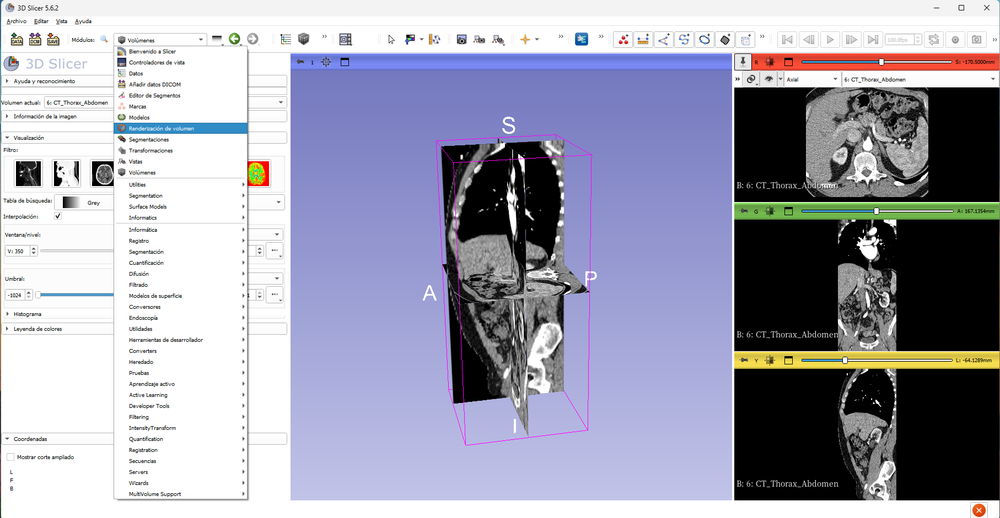 3D Slicer 5.6.2
Archivo Editar Vista Ayuda
DATA DCM SAVE Módulos: Volúmenes 100.0fps
Bienvenido a Slicer
Controladores de vista
Datos
Añadir datos DICOM
Editor de Segmentos
Marcas
Modelos
Renderización de volumen
Segmentaciones
Transformaciones
Vistas
Volúmenes
Utilities
Segmentation
Surface Models
Informatics
Informática
Registro
Segmentación
Cuantificación
Difusión
Filtrado
Modelos de superficie
Conversores
Endoscopía
Utilidades
Herramientas de desarrollador
Converters
Heredado
Pruebas
Aprendizaje activo
Active Learning
Developer Tools
Filtering
IntensityTransform
Quantification
Registration
Secuencias
Servers
Wizards
MultiVolume Support
3D Slicer
Ayuda y reconocimiento
Volumen actual: 6: CT_Thorax_Abdomen
Información de la imagen
Visualización
Filtro:
Tabla de búsqueda: Grey
Interpolación:
Ventana/nivel:
V: 350
Umbral:
-1024
1
Histograma
Leyenda de colores
Coordenadas
Mostrar corte ampliado
L
F
B
1
S
A
P
I
R S: -170.5000mm
Axial 6: CT_Thorax_Abdomen
B: 6: CT_Thorax_Abdomen
G A: 167.1354mm
B: 6: CT_Thorax_Abdomen
Y L: -64.1289mm
B: 6: CT_Thorax_Abdomen